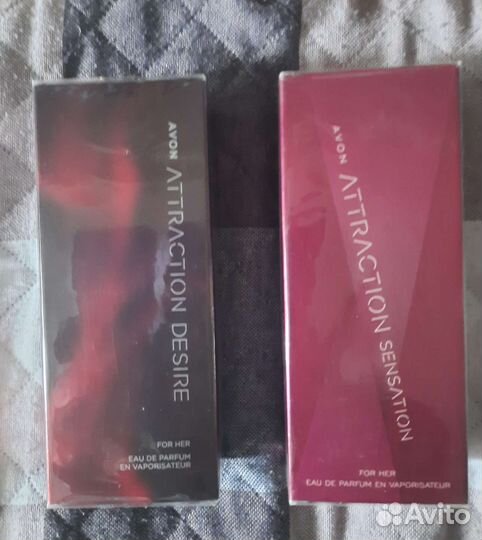 AVON
ATTRACTION DESIRE
FOR HER
EAU DE PARFUM
EN VAPORISATEUR
AVON
ATTRACTION SENSATION
FOR HER
EAU DE PARFUM EN VAPORISATEUR
Avito